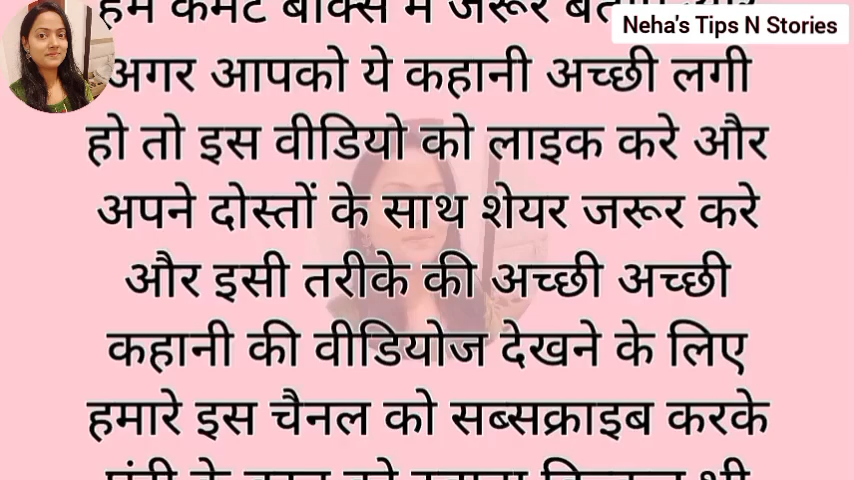 Neha's Tips N Stories
हमे कमेंट बॉक्स में जरूर
अगर आपको ये कहानी अच्छी लगी
हो तो इस वीडियो को लाइक करे और
अपने दोस्तों के साथ शेयर जरूर करे
और इसी तरीके की अच्छी अच्छी
कहानी की वीडियोज देखने के लिए
हमारे इस चैनल को सब्सक्राइब करके